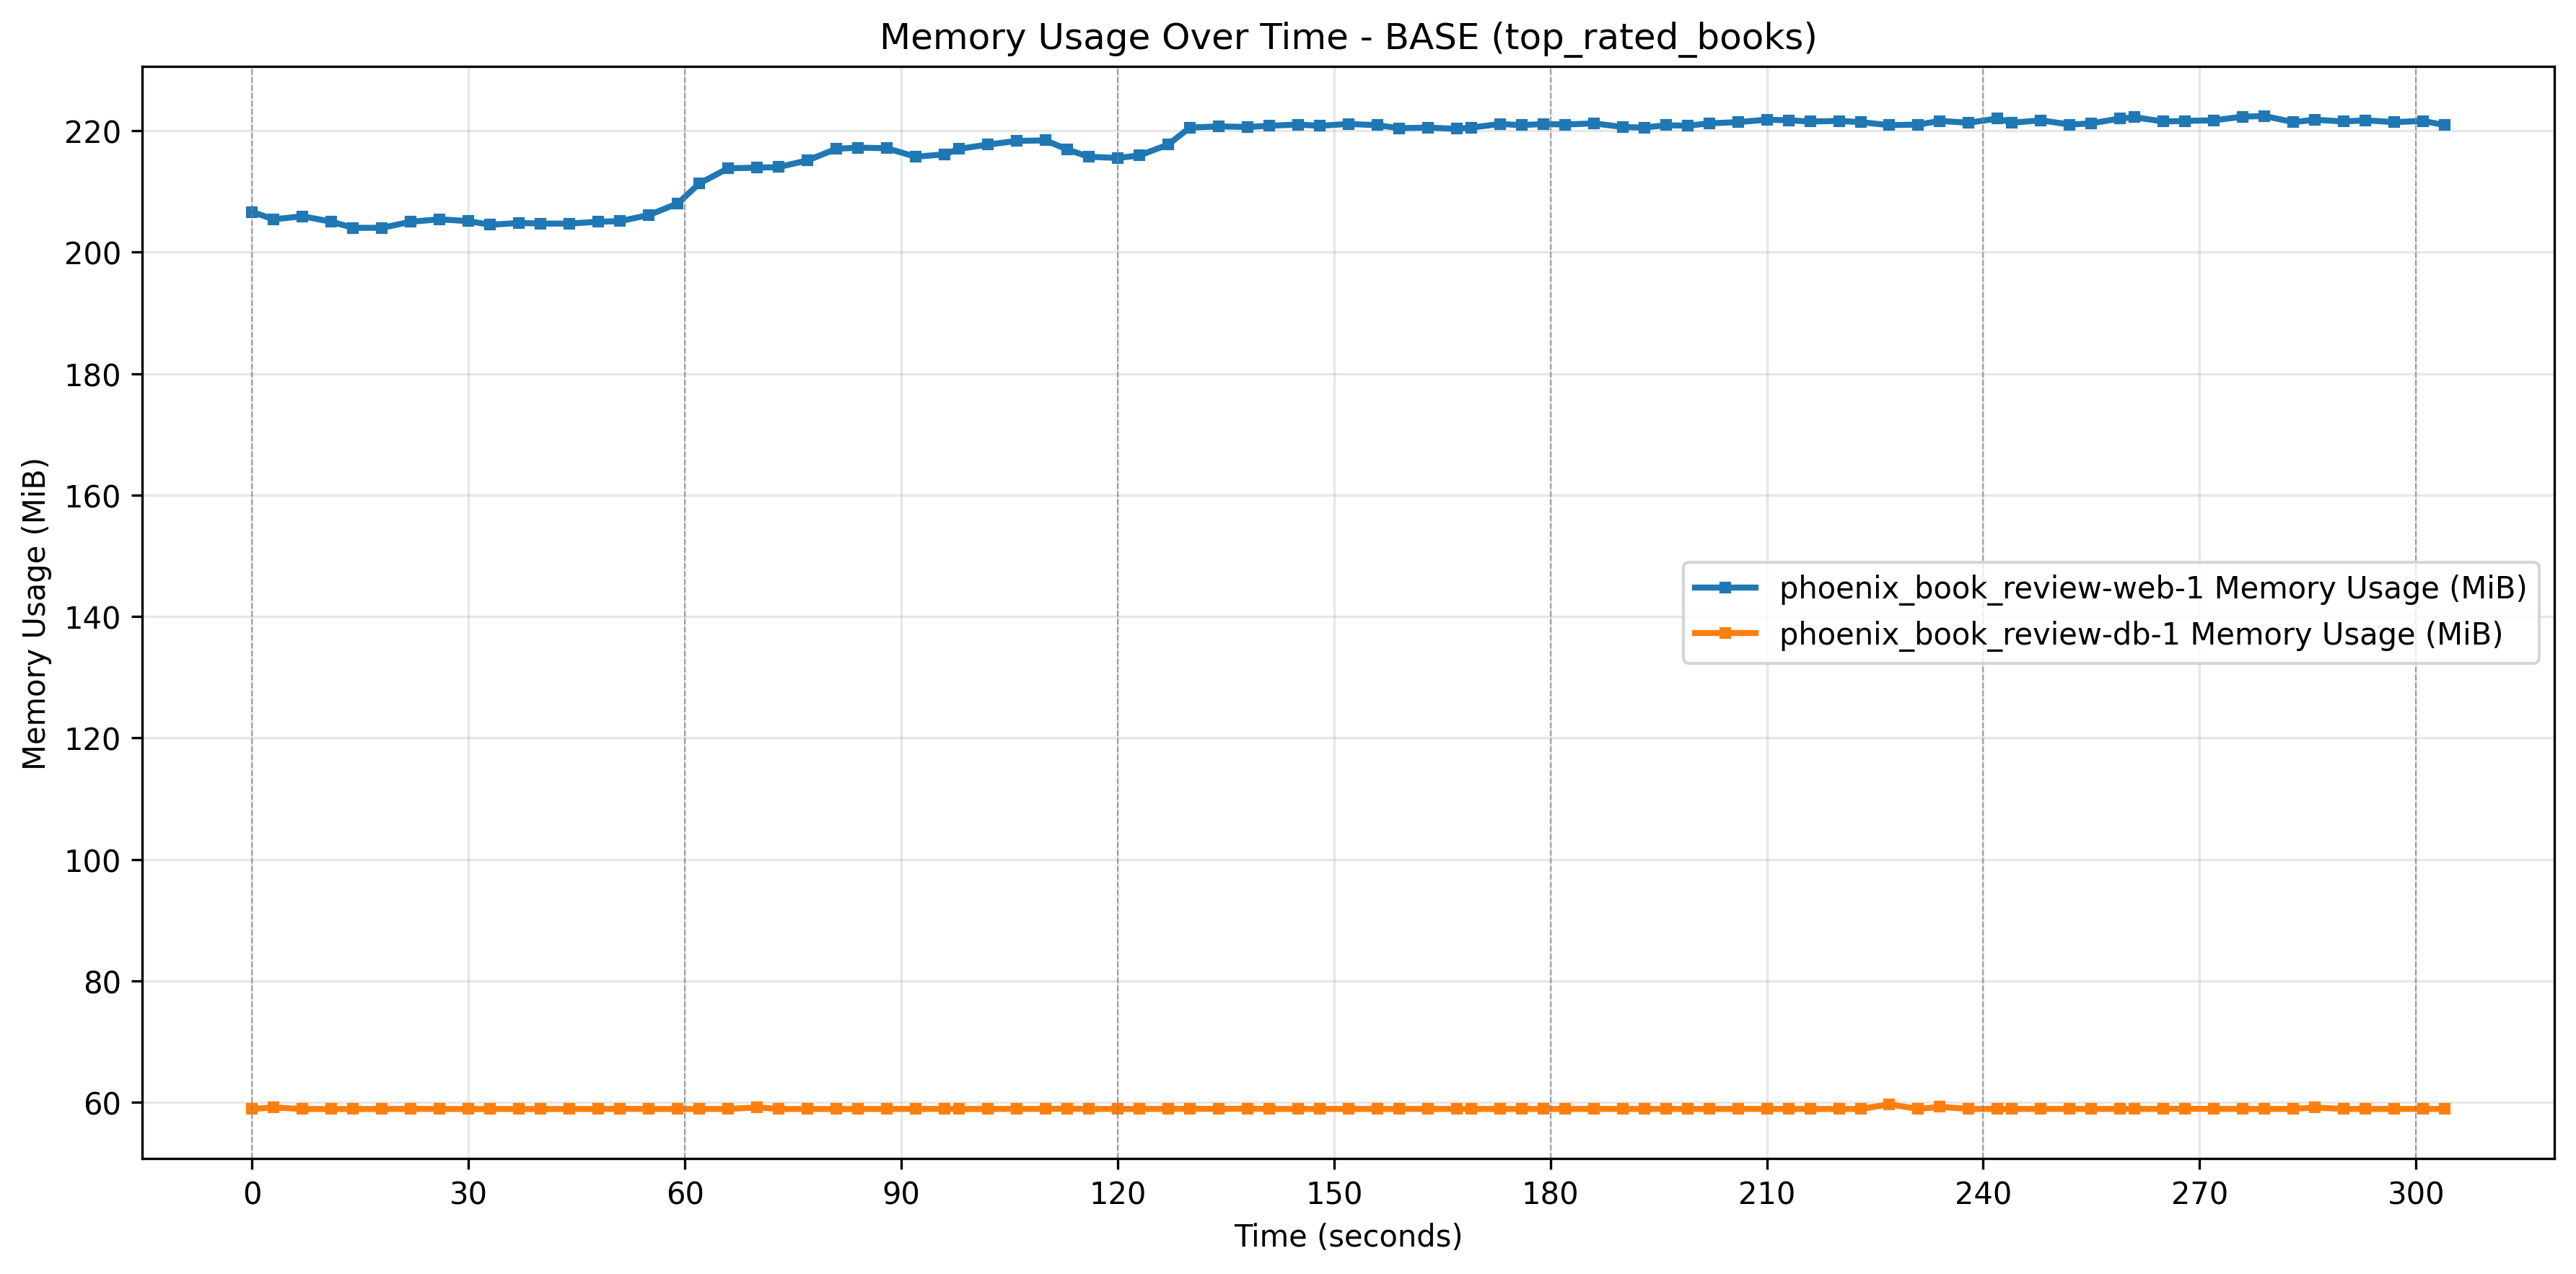 Memory Usage Over Time - BASE (top_rated_books)
Memory Usage (MiB)
220
200
180
160
140
120
100
80
60
phoenix_book_review-web-1 Memory Usage (MiB)
phoenix_book_review-db-1 Memory Usage (MiB)
0 30 60 90 120 150 180 210 240 270 300
Time (seconds)